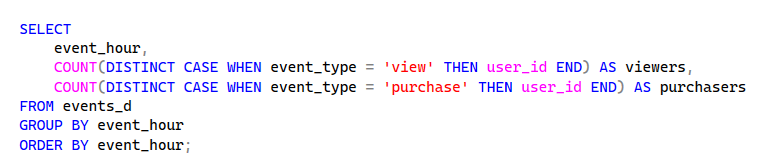 SELECT
    event_hour,
    COUNT(DISTINCT CASE WHEN event_type = 'view' THEN user_id END) AS viewers,
    COUNT(DISTINCT CASE WHEN event_type = 'purchase' THEN user_id END) AS purchasers
FROM events_d
GROUP BY event_hour
ORDER BY event_hour;